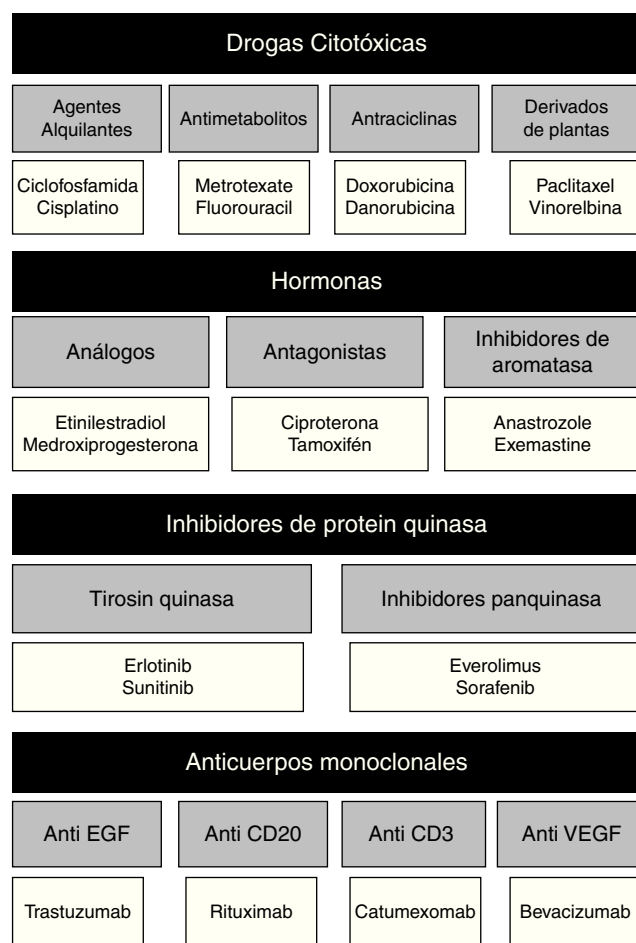 Drogas Citotóxicas
Agentes
Alquilantes
Antimetabolitos
Antraciclinas
Derivados
de plantas
Ciclofosfamida
Cisplatino
Metrotexate
Fluorouracil
Doxorubicina
Danorubicina
Paclitaxel
Vinorelbina
Hormonas
Análogos
Antagonistas
Inhibidores de
aromatasa
Etinilestradiol
Medroxiprogesterona
Ciproterona
Tamoxifén
Anastrozole
Exemastine
Inhibidores de protein quinasa
Tirosin quinasa
Inhibidores panquinasa
Erlotinib
Sunitinib
Everolimus
Sorafenib
Anticuerpos monoclonales
Anti EGF
Anti CD20
Anti CD3
Anti VEGF
Trastuzumab
Rituximab
Catumexomab
Bevacizumab